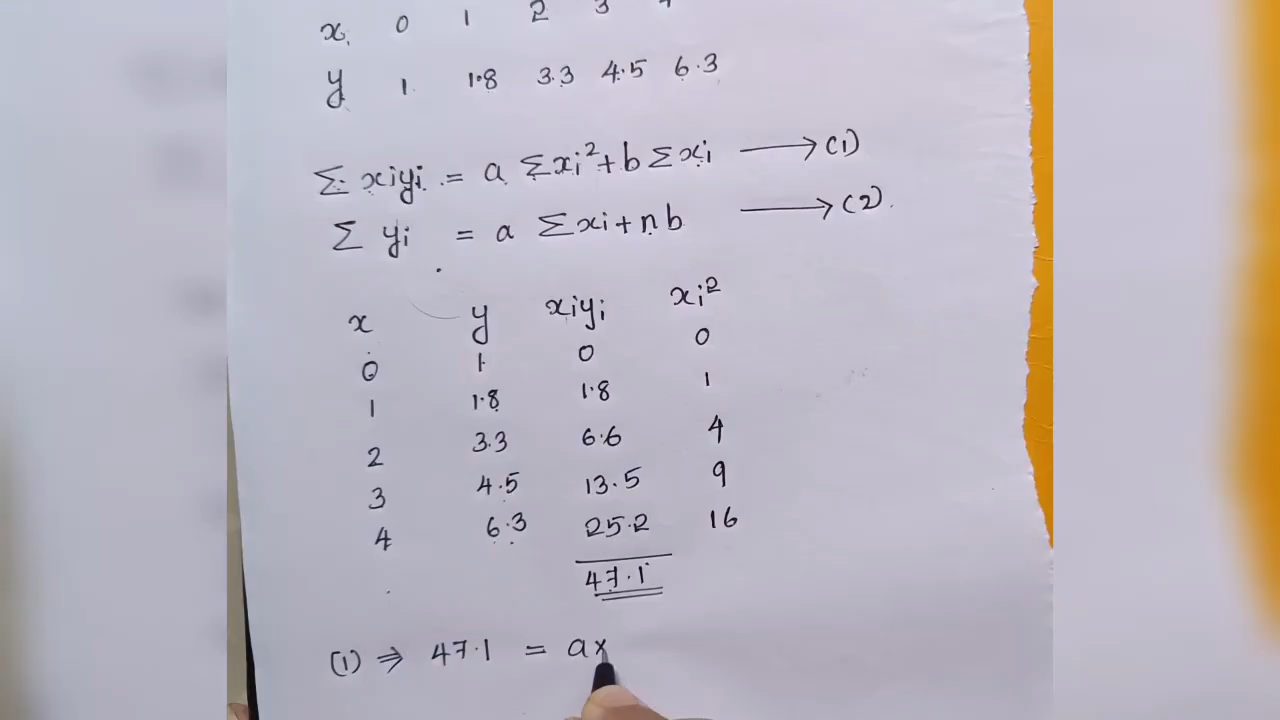 x 0 1 2 3 4
y 1 1.8 3.3 4.5 6.3
Σ xiyi = a Σxi²+b Σxi ⟶(1)
Σ yi = a Σxi+nb ⟶(2)
x y xiyi xi²
0 1 0 0
1 1.8 1.8 1
2 3.3 6.6 4
3 4.5 13.5 9
4 6.3 25.2 16
47.1
(1) ⇒ 47.1 = ax